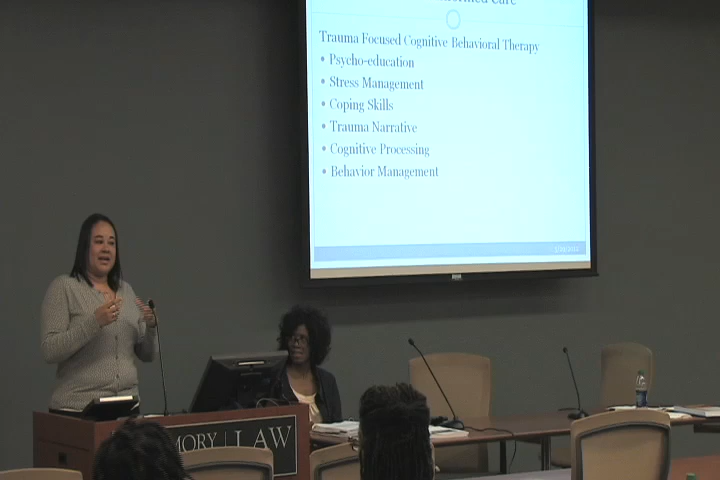 Care
Trauma Focused Cognitive Behavioral Therapy
• Psycho-education
• Stress Management
• Coping Skills
• Trauma Narrative
• Cognitive Processing
• Behavior Management
MORY | LAW